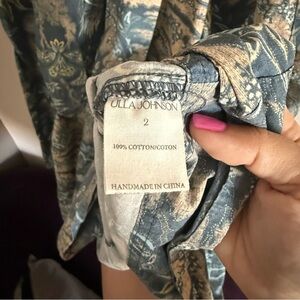 ULLA JOHNSON
2
100% COTTON/COTON
HANDMADE IN CHINA